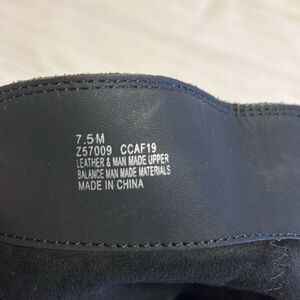 7.5M
Z57009 CCAF19
LEATHER & MAN MADE UPPER
BALANCE MAN MADE MATERIALS
MADE IN CHINA